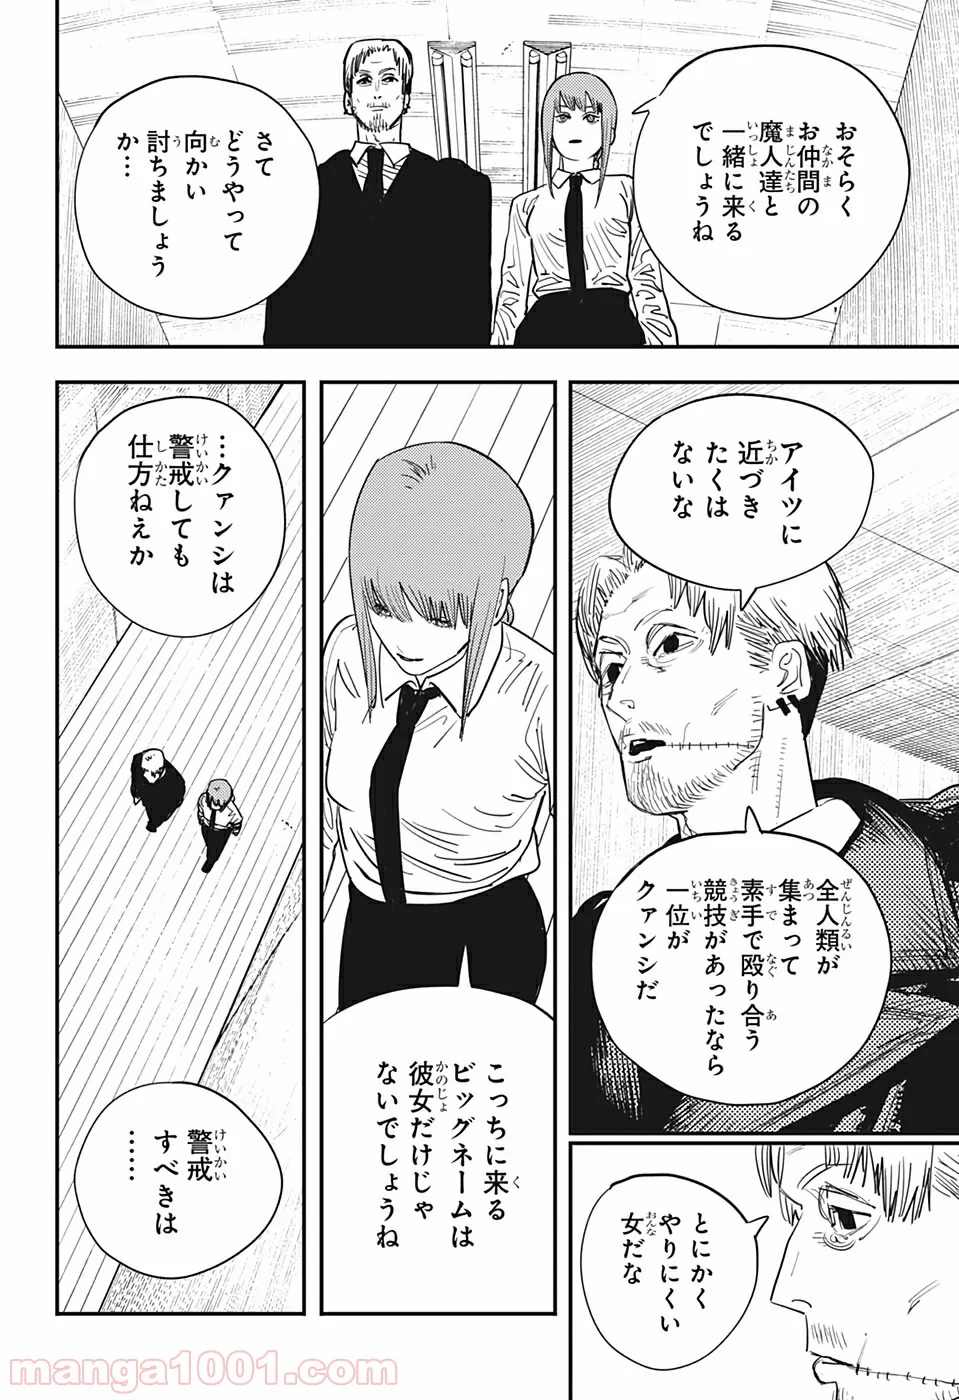 おそらく
お仲間の
魔人達と
一緒に来る
でしょうね
さて
どうやって
向かい
討ちましょう
か…
アイツに
近づき
たくは
ないな
全人類が
集まって
素手で殴り合う
競技があったなら
一位が
クァンシだ
とにかく
やりにくい
女だな
こっちに来る
ビッグネームは
彼女だけじゃ
ないでしょうね
…クァンシは
警戒しても
仕方ねえか
警戒
すべきは
……
manga1001.com